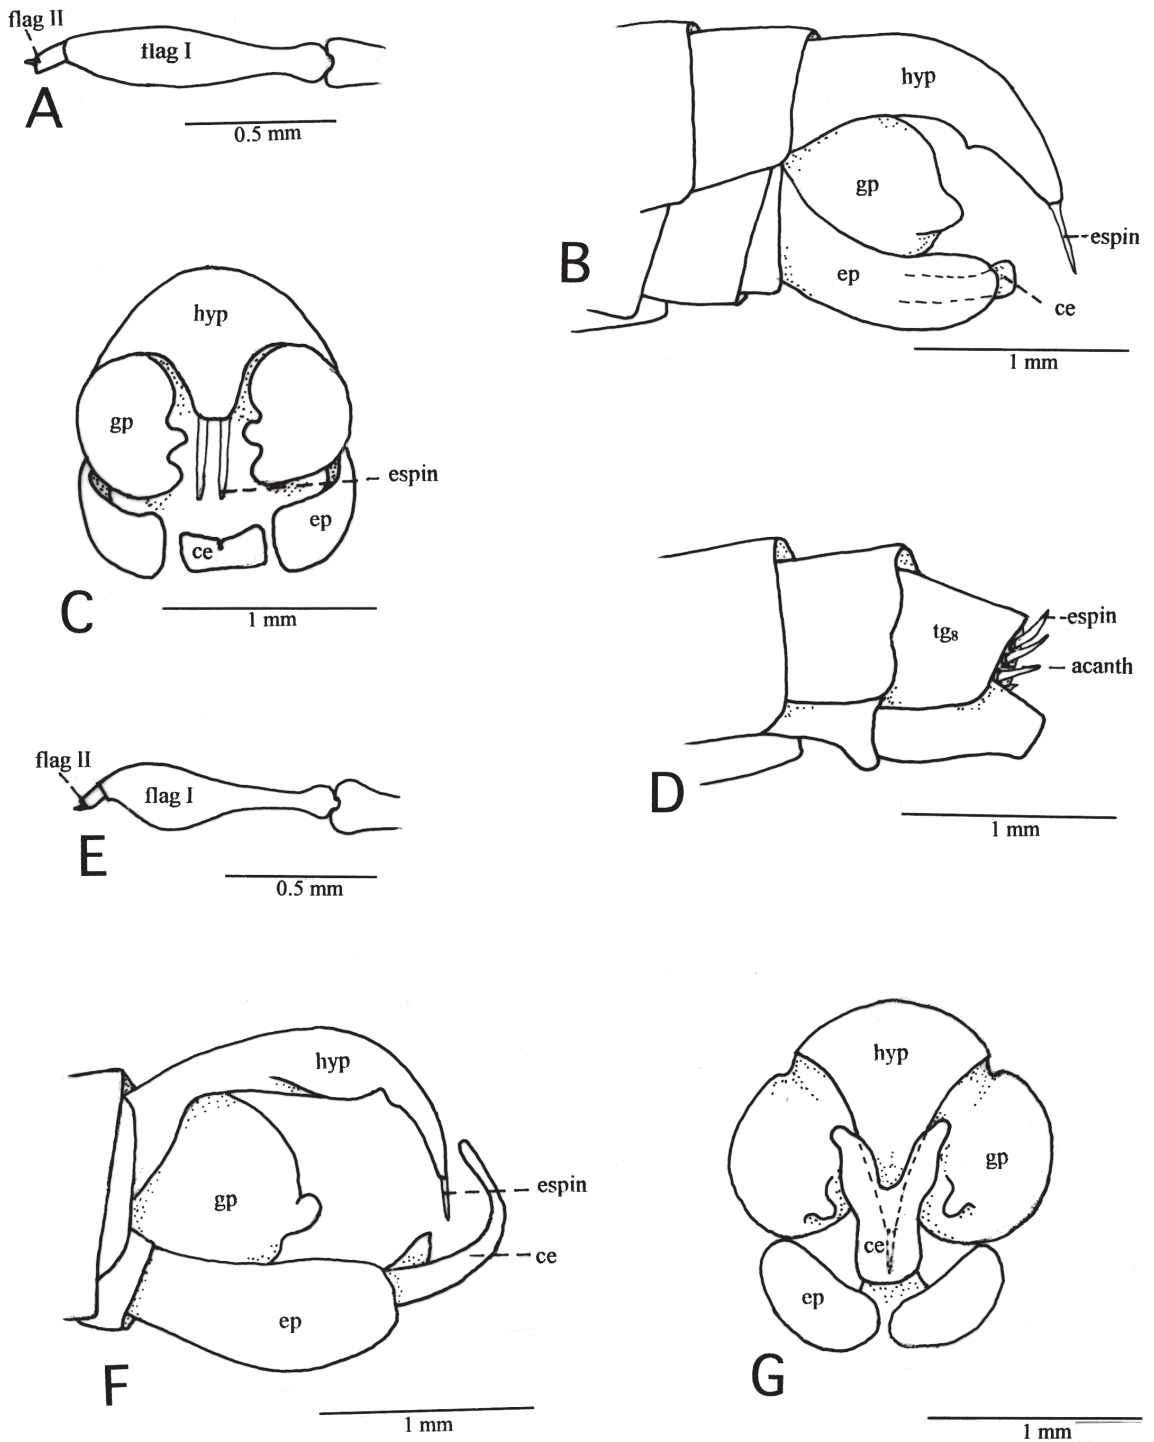 flag II
flag I
A
0.5 mm
hyp
gp
espin
ep
ce
B
1 mm
hyp
gp
espin
ep
ce
C
1 mm
espin
tg₈
acanth
D
1 mm
flag II
flag I
E
0.5 mm
hyp
gp
espin
ce
ep
F
1 mm
hyp
gp
ce
ep
G
1 mm